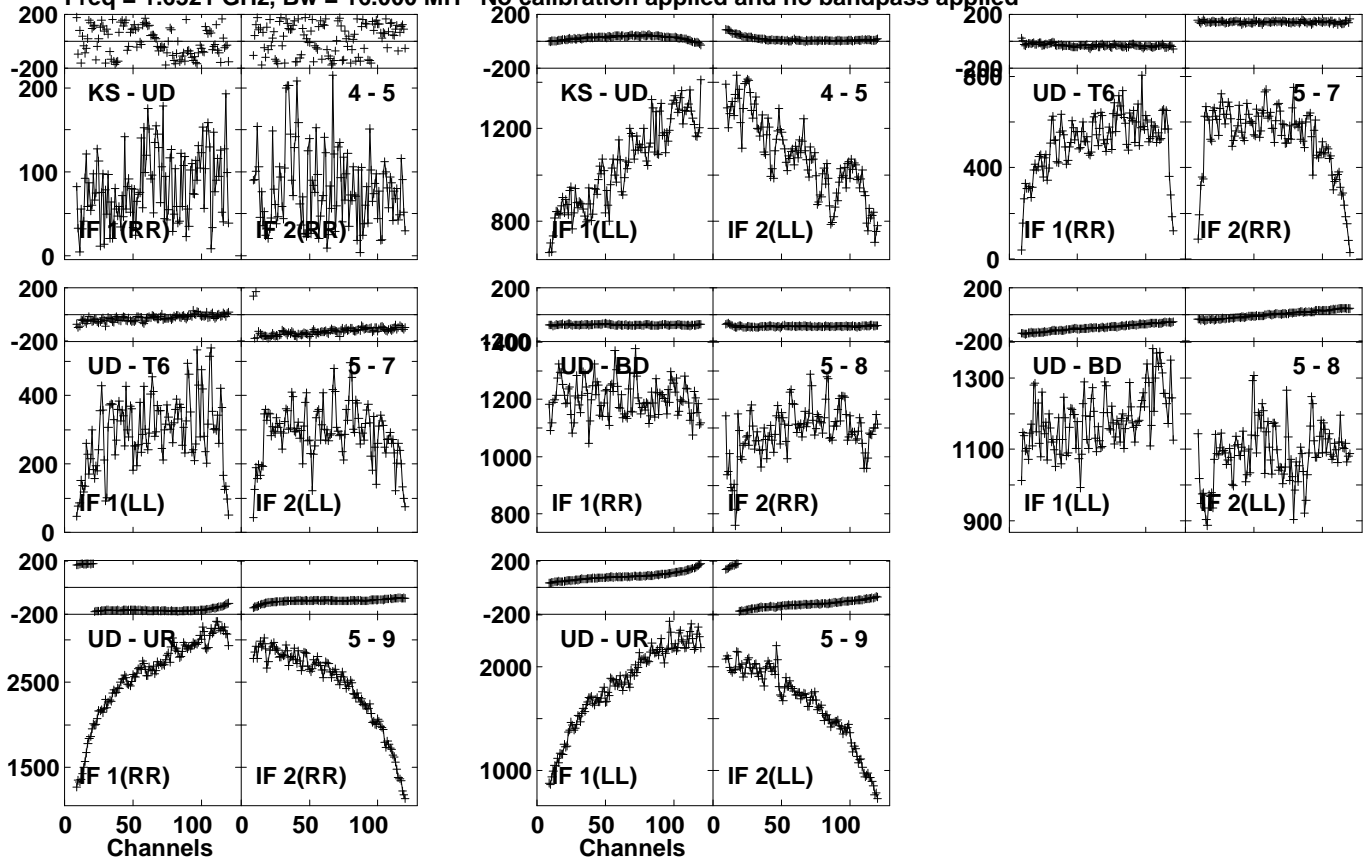 Freq = GHz, Bw = 16.000 MH No calibration applied and no bandpass applied
200
-200
KS - UD 4 - 5
200
100
0
IF 1(RR) IF 2(RR)
200
-200
KS - UD 4 - 5
1200
800
IF 1(LL) IF 2(LL)
200
-200
800
UD - T6 5 - 7
600
400
200
0
IF 1(RR) IF 2(RR)
200
-200
UD - T6 5 - 7
400
200
0
IF 1(LL) IF 2(LL)
200
-200
1400
UD - BD 5 - 8
1200
1000
800
IF 1(RR) IF 2(RR)
200
-200
UD - BD 5 - 8
1300
1100
900
IF 1(LL) IF 2(LL)
200
-200
UD - UR 5 - 9
2500
1500
IF 1(RR) IF 2(RR)
0 50 100 0 50 100
Channels Channels
200
-200
UD - UR 5 - 9
2000
1000
IF 1(LL) IF 2(LL)
0 50 100 0 50 100
Channels Channels